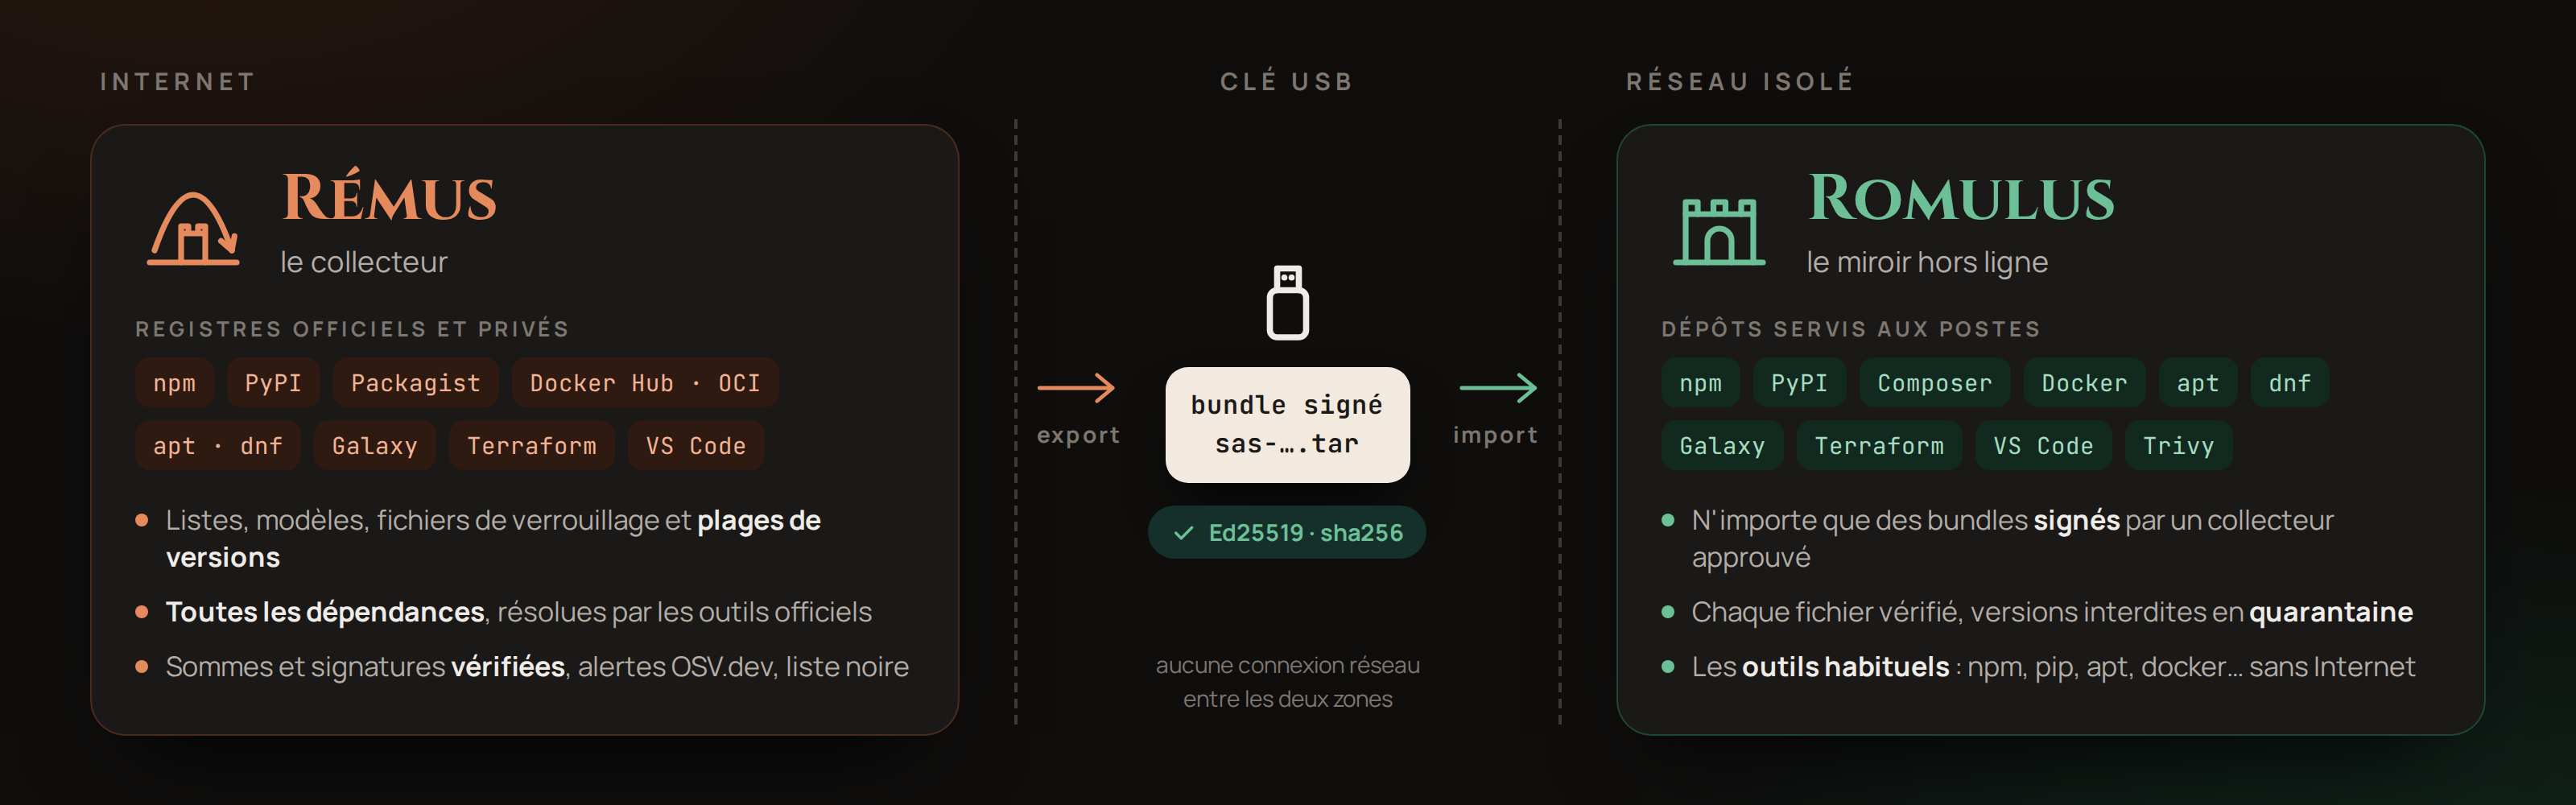 INTERNET
RÉMUS
le collecteur
REGISTRES OFFICIELS ET PRIVÉS
npm PyPI Packagist Docker Hub · OCI
apt · dnf Galaxy Terraform VS Code
Listes, modèles, fichiers de verrouillage et plages de
versions
Toutes les dépendances, résolues par les outils officiels
Sommes et signatures vérifiées, alertes OSV.dev, liste noire
CLÉ USB
export
bundle signé
sas-….tar
import
Ed25519 · sha256
aucune connexion réseau
entre les deux zones
RÉSEAU ISOLÉ
ROMULUS
le miroir hors ligne
DÉPÔTS SERVIS AUX POSTES
npm PyPI Composer Docker apt dnf
Galaxy Terraform VS Code Trivy
N'importe que des bundles signés par un collecteur
approuvé
Chaque fichier vérifié, versions interdites en quarantaine
Les outils habituels : npm, pip, apt, docker… sans Internet